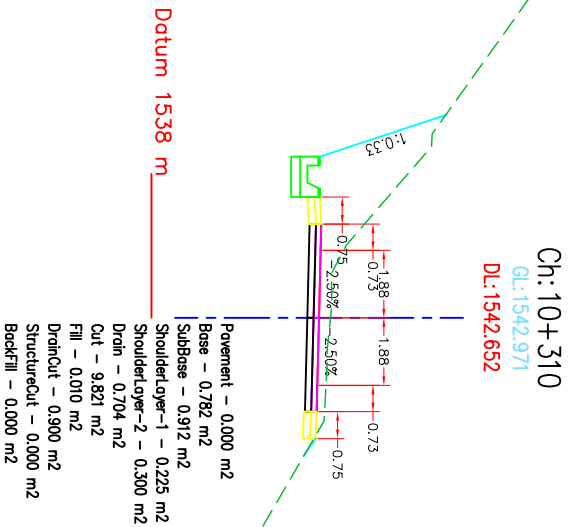 Ch: 10+310
GL:1542.971
DL:1542.652
1:0.33
0.75
0.73
1.88
1.88
0.73
0.75
-2.50%
-2.50%
Datum 1538 m
Pavement - 0.000 m2
Base - 0.782 m2
SubBase - 0.912 m2
ShoulderLayer-1 - 0.225 m2
ShoulderLayer-2 - 0.300 m2
Drain - 0.704 m2
Cut - 9.821 m2
Fill - 0.010 m2
DrainCut - 0.900 m2
StructureCut - 0.000 m2
BackFill - 0.000 m2